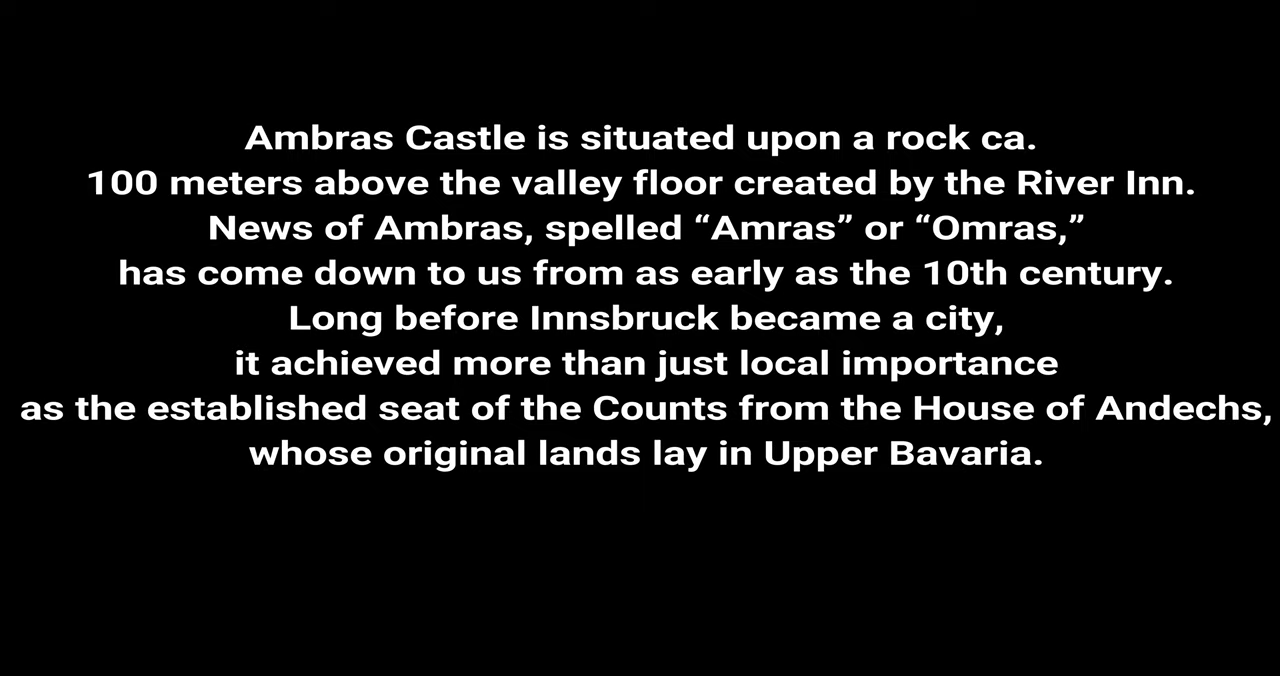 Ambras Castle is situated upon a rock ca.
100 meters above the valley floor created by the River Inn.
News of Ambras, spelled “Amras” or “Omras,”
has come down to us from as early as the 10th century.
Long before Innsbruck became a city,
it achieved more than just local importance
as the established seat of the Counts from the House of Andechs,
whose original lands lay in Upper Bavaria.